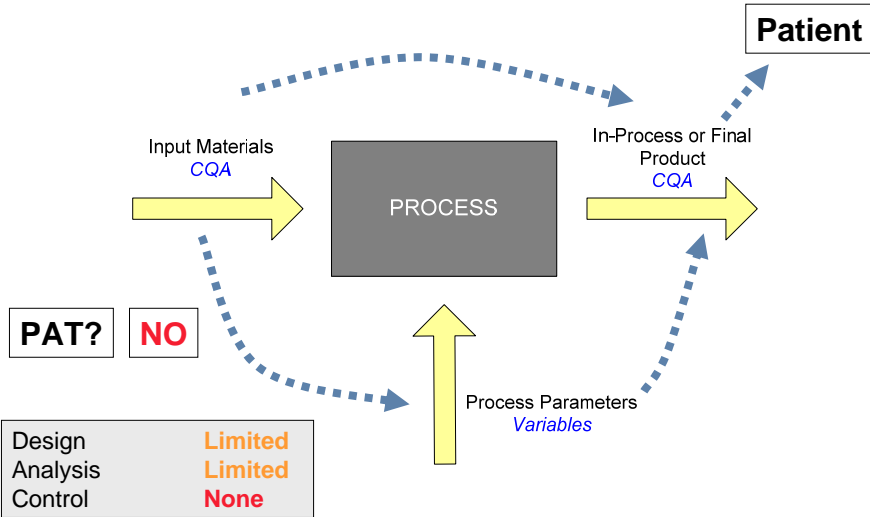 Patient
Input Materials
CQA
In-Process or Final
Product
CQA
PROCESS
PAT? NO
Process Parameters
Variables
Design Limited
Analysis Limited
Control None